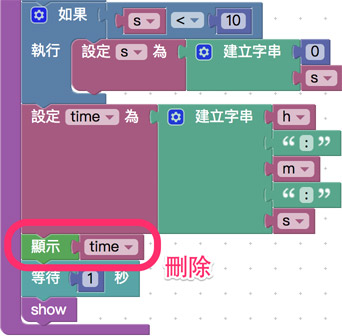 如果 s < 10
執行 設定 s 為 建立字串 0
s
設定 time 為 建立字串 h
“ : ”
m
“ : ”
s
顯示 time
刪除
等待 1 秒
show